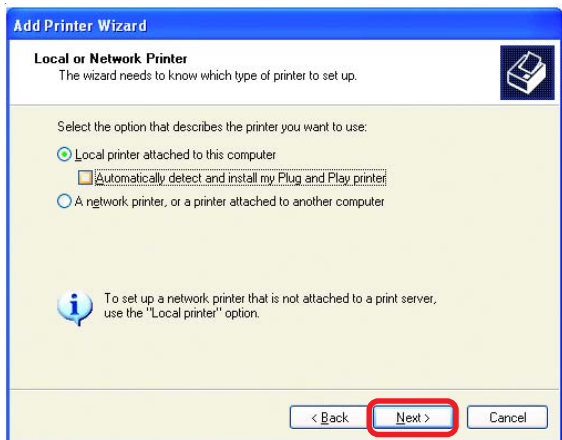 Add Printer Wizard
Local or Network Printer
The wizard needs to know which type of printer to set up.
Select the option that describes the printer you want to use:
Local printer attached to this computer
Automatically detect and install my Plug and Play printer
A network printer, or a printer attached to another computer
To set up a network printer that is not attached to a print server,
use the "Local printer" option.
< Back Next > Cancel